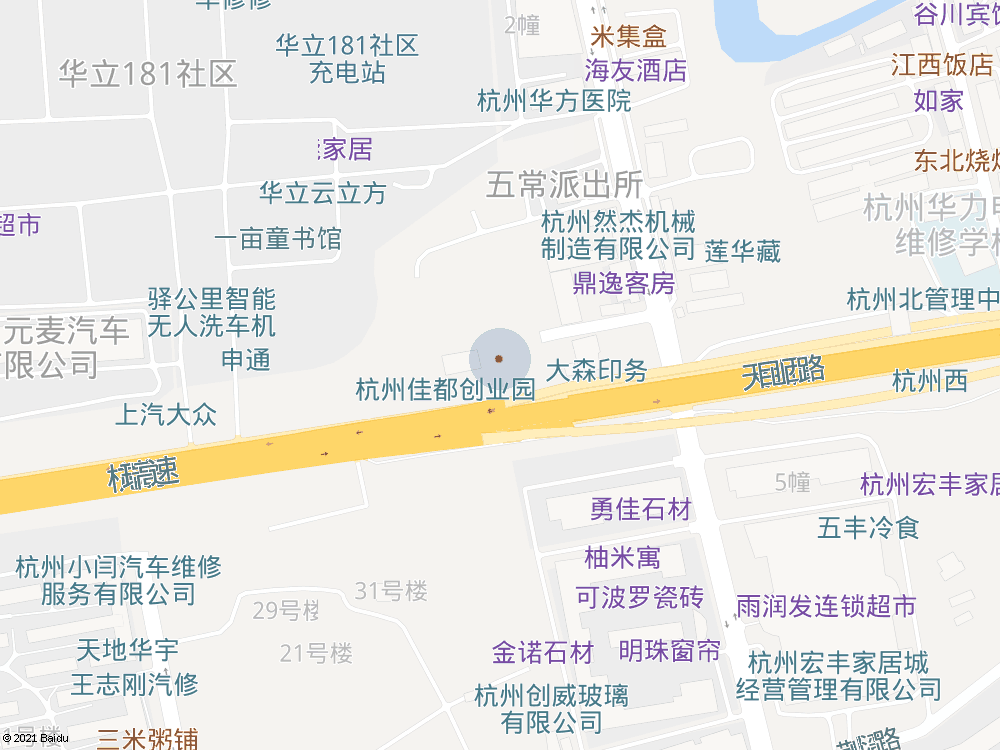 车修修
2幢
谷川宾馆
米集盒
华立181社区
充电站
华立181社区
海友酒店
江西饭店
如家
杭州华方医院
家居
东北烧烤
五常派出所
华立云立方
超市
杭州然杰机械
制造有限公司
杭州华力电
维修学校
一亩童书馆
莲华藏
鼎逸客房
驿公里智能
无人洗车机
杭州北管理中
元麦汽车
有限公司
申通
大森印务
天目山路
杭州西
杭州佳都创业园
上汽大众
杭瑞高速
5幢
杭州宏丰家居
勇佳石材
五丰冷食
柚米寓
杭州小闫汽车维修
服务有限公司
31号楼
29号楼
可波罗瓷砖
雨润发连锁超市
21号楼
天地华宇
金诺石材
明珠窗帘
王志刚汽修
杭州宏丰家居城
经营管理有限公司
杭州创威玻璃
有限公司
1号楼
三米粥铺
荆溪路
© 2021 Baidu